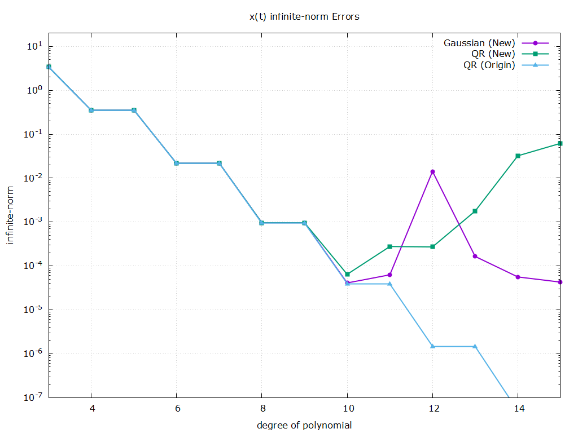 x(t) infinite-norm Errors
Gaussian (New)
QR (New)
QR (Origin)
10^1
10^0
10^-1
10^-2
10^-3
10^-4
10^-5
10^-6
10^-7
infinite-norm
4 6 8 10 12 14
degree of polynomial